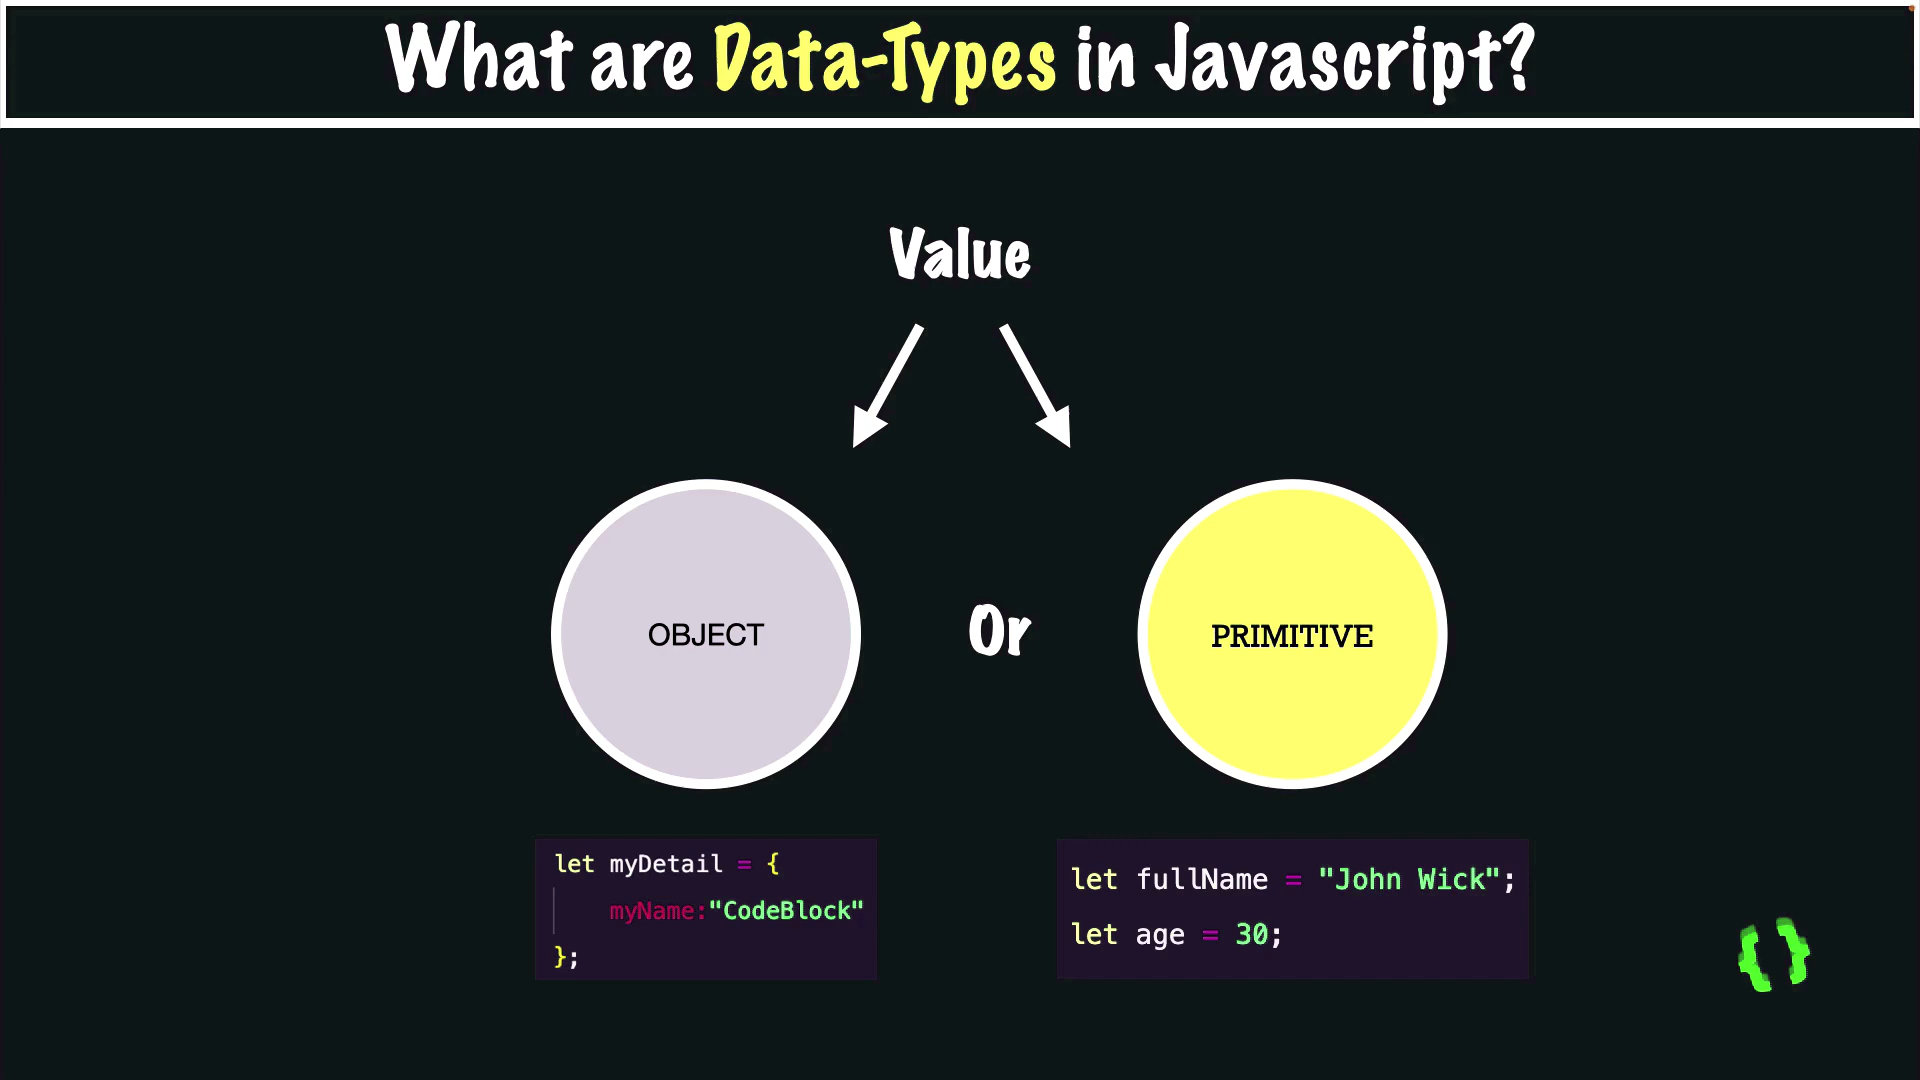 What are Data-Types in Javascript?
Value
OBJECT
Or
PRIMITIVE
let myDetail = {
myName:"CodeBlock"
};
let fullName = "John Wick";
let age = 30;
{ }